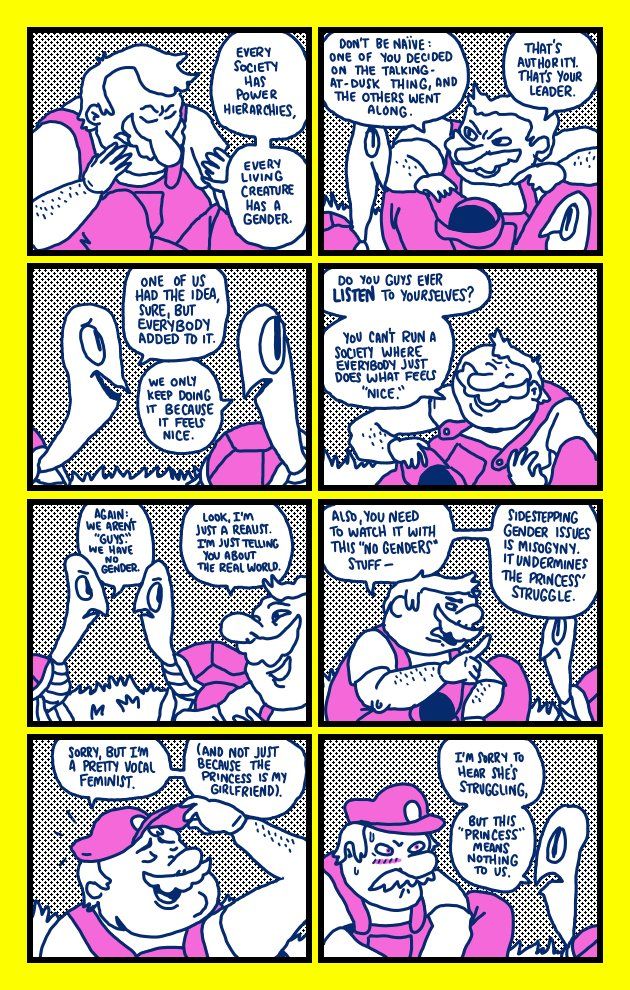 EVERY
SOCIETY
HAS
POWER
HIERARCHIES,
EVERY
LIVING
CREATURE
HAS A
GENDER.
DON'T BE NAÏVE:
ONE OF YOU DECIDED
ON THE TALKING-
AT-DUSK THING, AND
THE OTHERS WENT
ALONG.
THAT'S
AUTHORITY.
THAT'S YOUR
LEADER.
ONE OF US
HAD THE IDEA,
SURE, BUT
EVERYBODY
ADDED TO IT.
WE ONLY
KEEP DOING
IT BECAUSE
IT FEELS
NICE.
DO YOU GUYS EVER
LISTEN TO YOURSELVES?
YOU CAN'T RUN A
SOCIETY WHERE
EVERYBODY JUST
DOES WHAT FEELS
"NICE."
AGAIN:
WE AREN'T
"GUYS"
WE HAVE
NO
GENDER.
LOOK, I'M
JUST A REALIST.
I'M JUST TELLING
YOU ABOUT
THE REAL WORLD.
ALSO, YOU NEED
TO WATCH IT WITH
THIS "NO GENDERS"
STUFF—
SIDESTEPPING
GENDER ISSUES
IS MISOGYNY.
IT UNDERMINES
THE PRINCESS'
STRUGGLE.
SORRY, BUT I'M
A PRETTY VOCAL
FEMINIST.
(AND NOT JUST
BECAUSE THE
PRINCESS IS MY
GIRLFRIEND).
I'M SORRY TO
HEAR SHE'S
STRUGGLING,
BUT THIS
"PRINCESS"
MEANS
NOTHING
TO US.